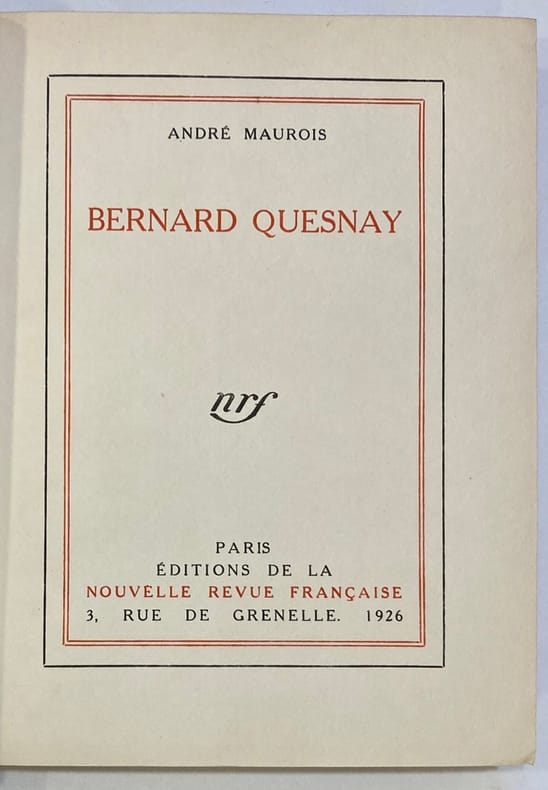 ANDRÉ MAUROIS
BERNARD QUESNAY
nrf
PARIS
ÉDITIONS DE LA
NOUVELLE REVUE FRANÇAISE
3, RUE DE GRENELLE. 1926